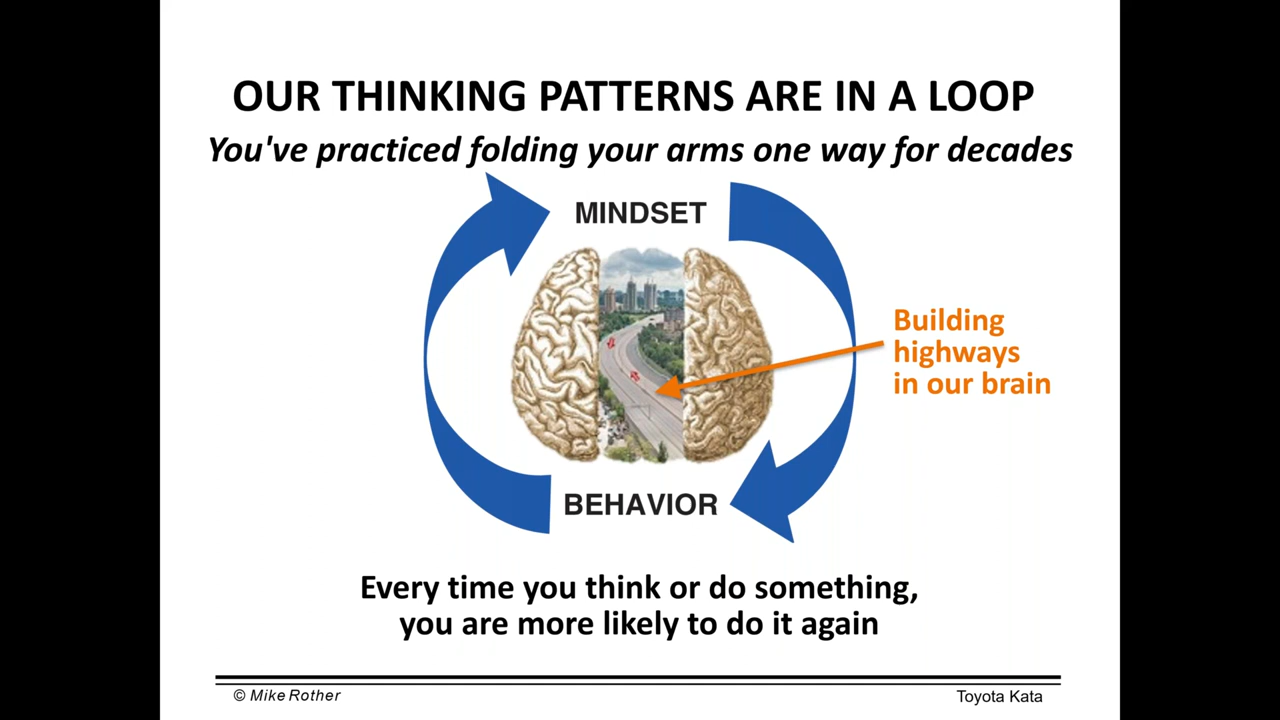 OUR THINKING PATTERNS ARE IN A LOOP
You've practiced folding your arms one way for decades
MINDSET
Building
highways
in our brain
BEHAVIOR
Every time you think or do something,
you are more likely to do it again
© Mike Rother
Toyota Kata